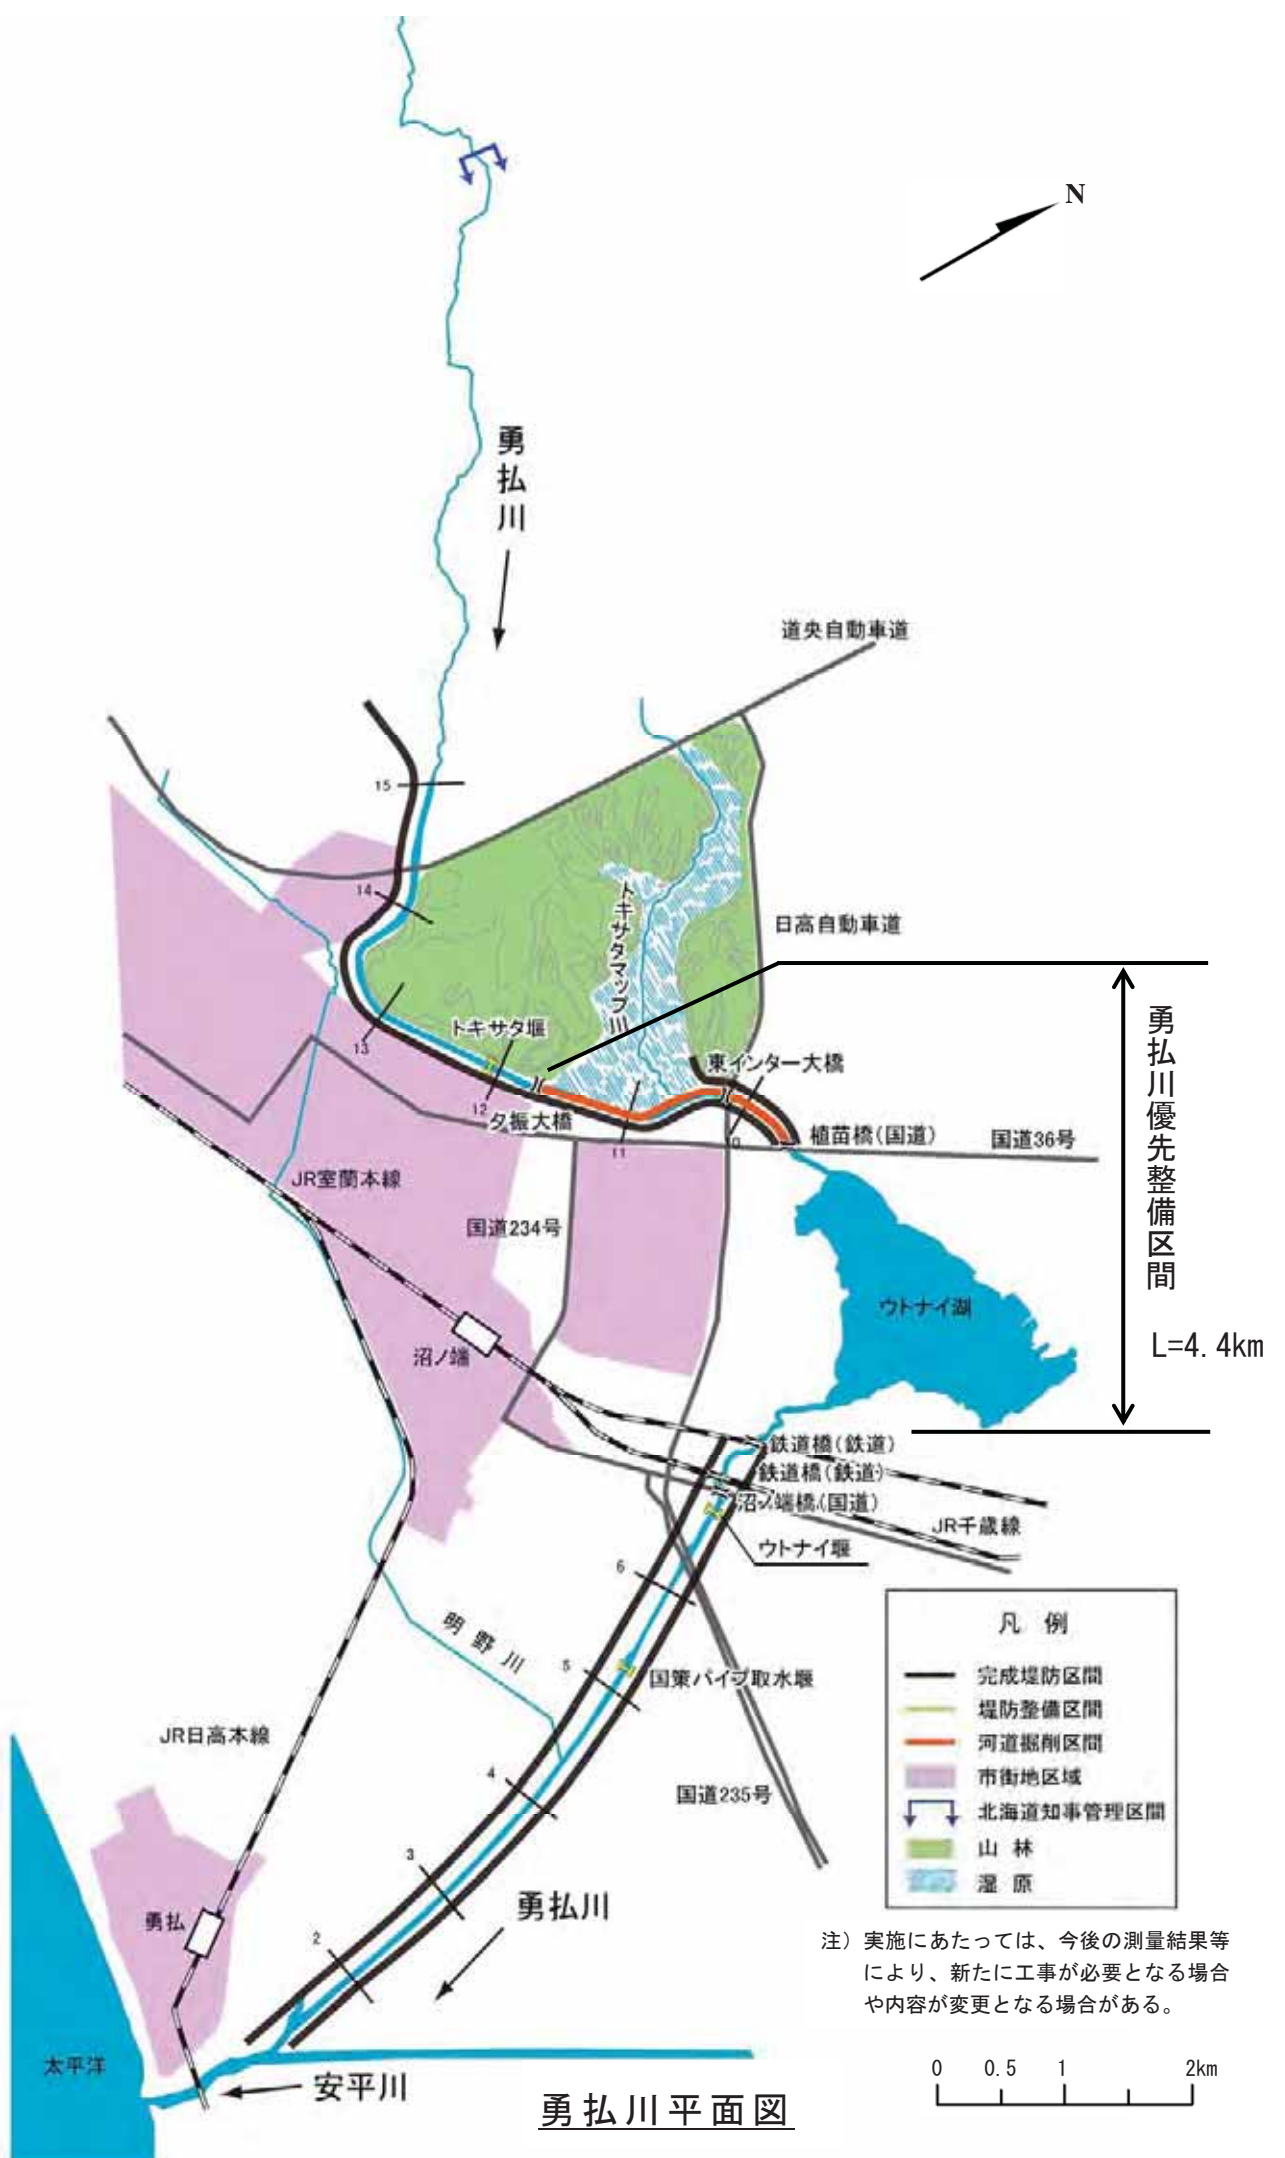 N
勇払川
道央自動車道
15
14
トキサタマップ川
日高自動車道
勇払川優先整備区間
L=4.4km
13
トキサタ堰
東インター大橋
12
夕振大橋
11
植苗橋(国道)
国道36号
JR室蘭本線
国道234号
ウトナイ湖
沼ノ端
鉄道橋(鉄道)
鉄道橋(鉄道)
沼ノ端橋(国道)
JR千歳線
ウトナイ堰
6
明野川
5
国策パイプ取水堰
JR日高本線
4
国道235号
3
勇払川
勇払
2
太平洋
安平川
凡例
完成堤防区間
堤防整備区間
河道掘削区間
市街地区域
北海道知事管理区間
山林
湿原
注）実施にあたっては、今後の測量結果等
により、新たに工事が必要となる場合
や内容が変更となる場合がある。
0 0.5 1 2km
勇払川平面図